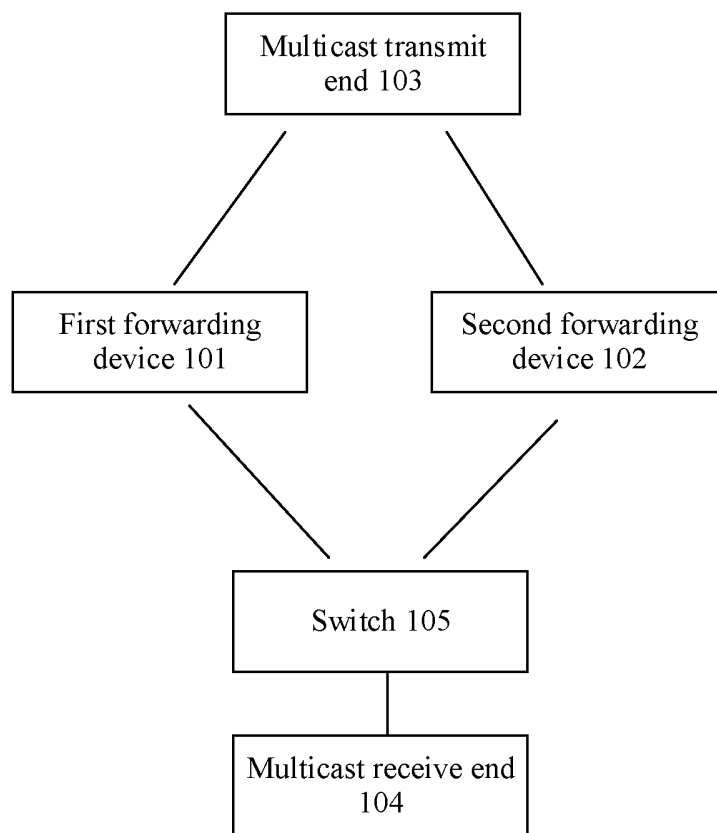 Multicast transmit
end 103
First forwarding
device 101
Second forwarding
device 102
Switch 105
Multicast receive end
104